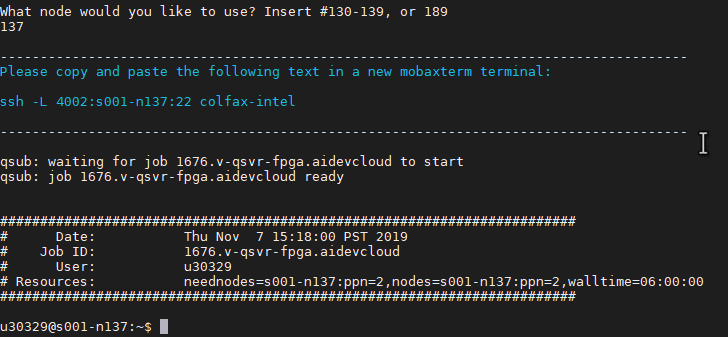 What node would you like to use? Insert #130-139, or 189
137
--------------------------------------------------------------------------------------
Please copy and paste the following text in a new mobaxterm terminal:
ssh -L 4002:s001-n137:22 colfax-intel
--------------------------------------------------------------------------------------
qsub: waiting for job 1676.v-qsvr-fpga.aidevcloud to start
qsub: job 1676.v-qsvr-fpga.aidevcloud ready
########################################################################
#      Date:           Thu Nov  7 15:18:00 PST 2019
#    Job ID:           1676.v-qsvr-fpga.aidevcloud
#      User:           u30329
# Resources:           neednodes=s001-n137:ppn=2,nodes=s001-n137:ppn=2,walltime=06:00:00
########################################################################
u30329@s001-n137:~$